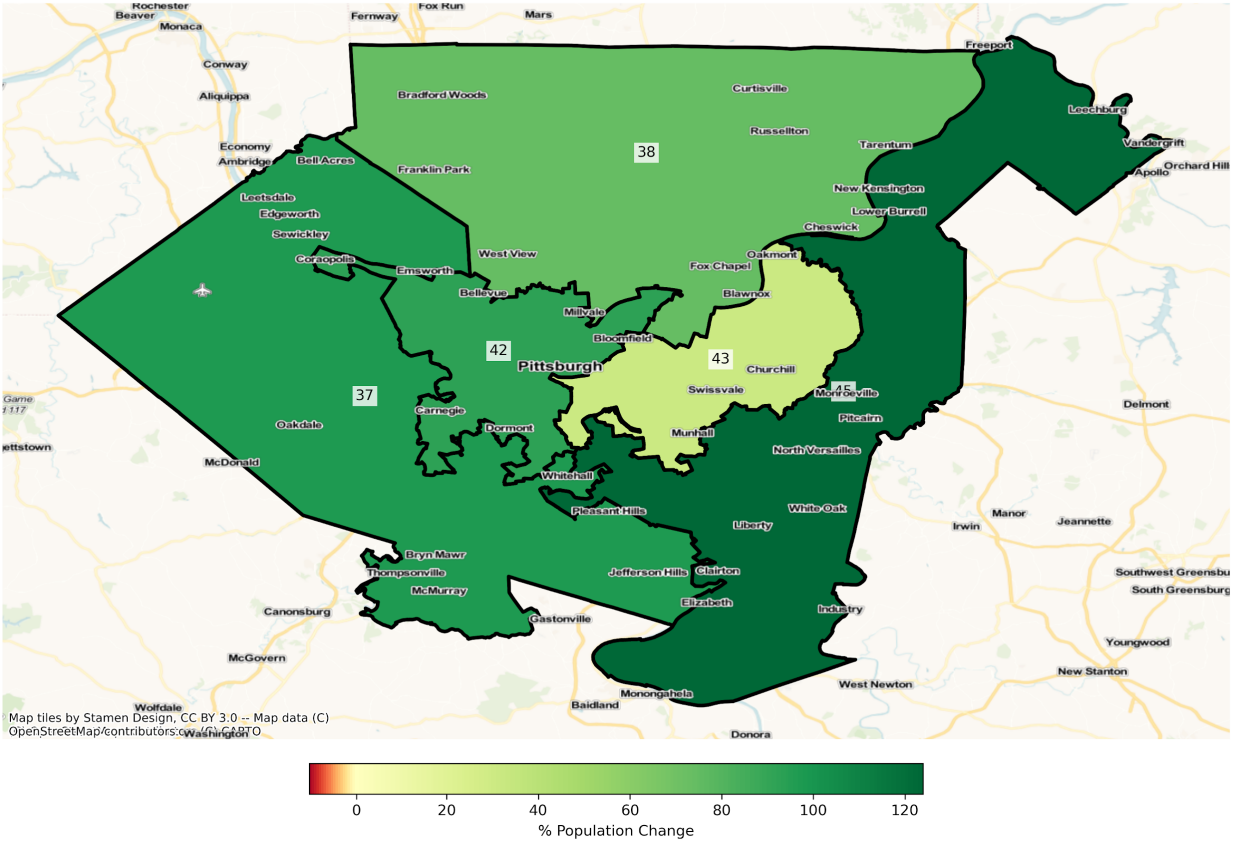 Rochester
Fox Run
Beaver
Fernway
Mars
Monaca
Freeport
Conway
Curtisville
Aliquippa
Bradford Woods
Leechburg
Russellton
Economy
Tarentum
Vandergrift
38
Ambridge
Bell Acres
Orchard Hill
Franklin Park
Apollo
New Kensington
Leetsdale
Edgeworth
Lower Burrell
Sewickley
Cheswick
West View
Oakmont
Coraopolis
Emsworth
Fox Chapel
Bellevue
Blawnox
Millvale
Bloomfield
42
43
Pittsburgh
Churchill
Swissvale
45
Monroeville
37
Game
d 117
Delmont
Carnegie
Pitcairn
Oakdale
Dormont
Munhall
ettstown
North Versailles
McDonald
Whitehall
Pleasant Hills
White Oak
Manor
Liberty
Irwin
Jeannette
Bryn Mawr
Thompsonville
Jefferson Hills
Clairton
Southwest Greensbu
McMurray
South Greensburg
Elizabeth
Canonsburg
Industry
Gastonville
Youngwood
McGovern
New Stanton
West Newton
Monongahela
Wolfdale
Baidland
Map tiles by Stamen Design, CC BY 3.0 -- Map data (C)
OpenStreetMap contributors
(C) CARTO
Washington
Donora
0 20 40 60 80 100 120
% Population Change